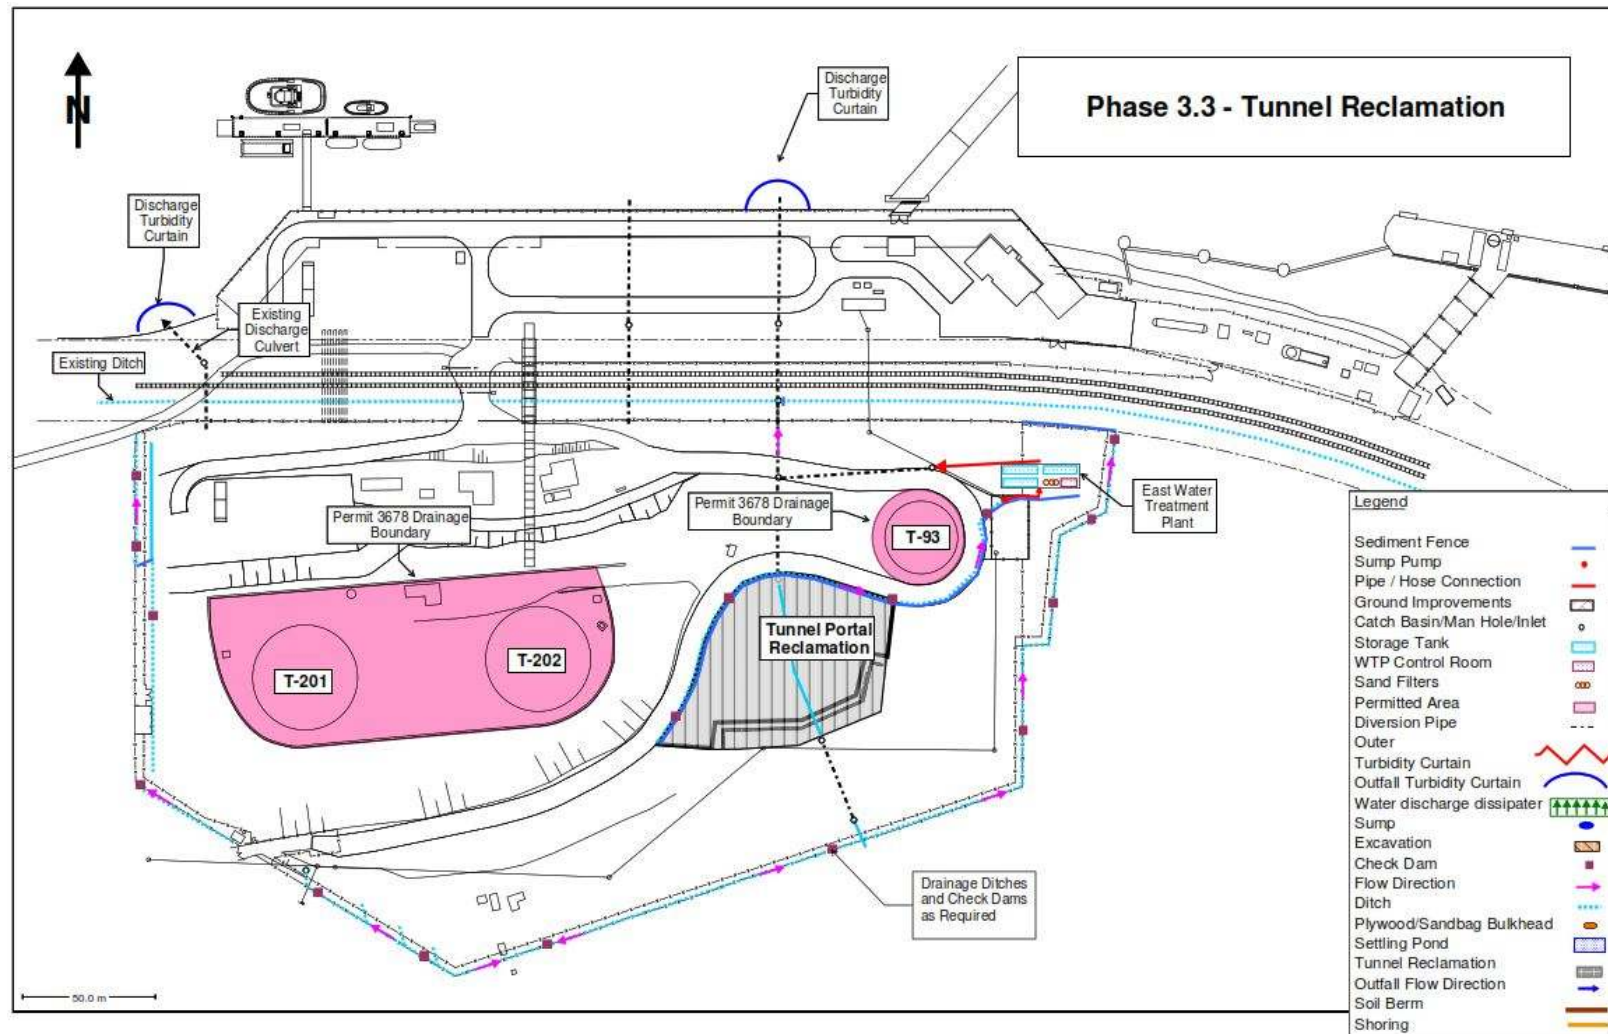 Phase 3.3 - Tunnel Reclamation
N
Discharge
Turbidity
Curtain
Discharge
Turbidity
Curtain
Existing
Discharge
Culvert
Existing Ditch
Permit 3678 Drainage
Boundary
Permit 3678 Drainage
Boundary
T-93
East Water
Treatment
Plant
Tunnel Portal
Reclamation
T-202
T-201
Drainage Ditches
and Check Dams
as Required
50.0 m
Legend
Sediment Fence
Sump Pump
Pipe / Hose Connection
Ground Improvements
Catch Basin/Man Hole/Inlet
Storage Tank
WTP Control Room
Sand Filters
Permitted Area
Diversion Pipe
Outer
Turbidity Curtain
Outfall Turbidity Curtain
Water discharge dissipater
Sump
Excavation
Check Dam
Flow Direction
Ditch
Plywood/Sandbag Bulkhead
Settling Pond
Tunnel Reclamation
Outfall Flow Direction
Soil Berm
Shoring